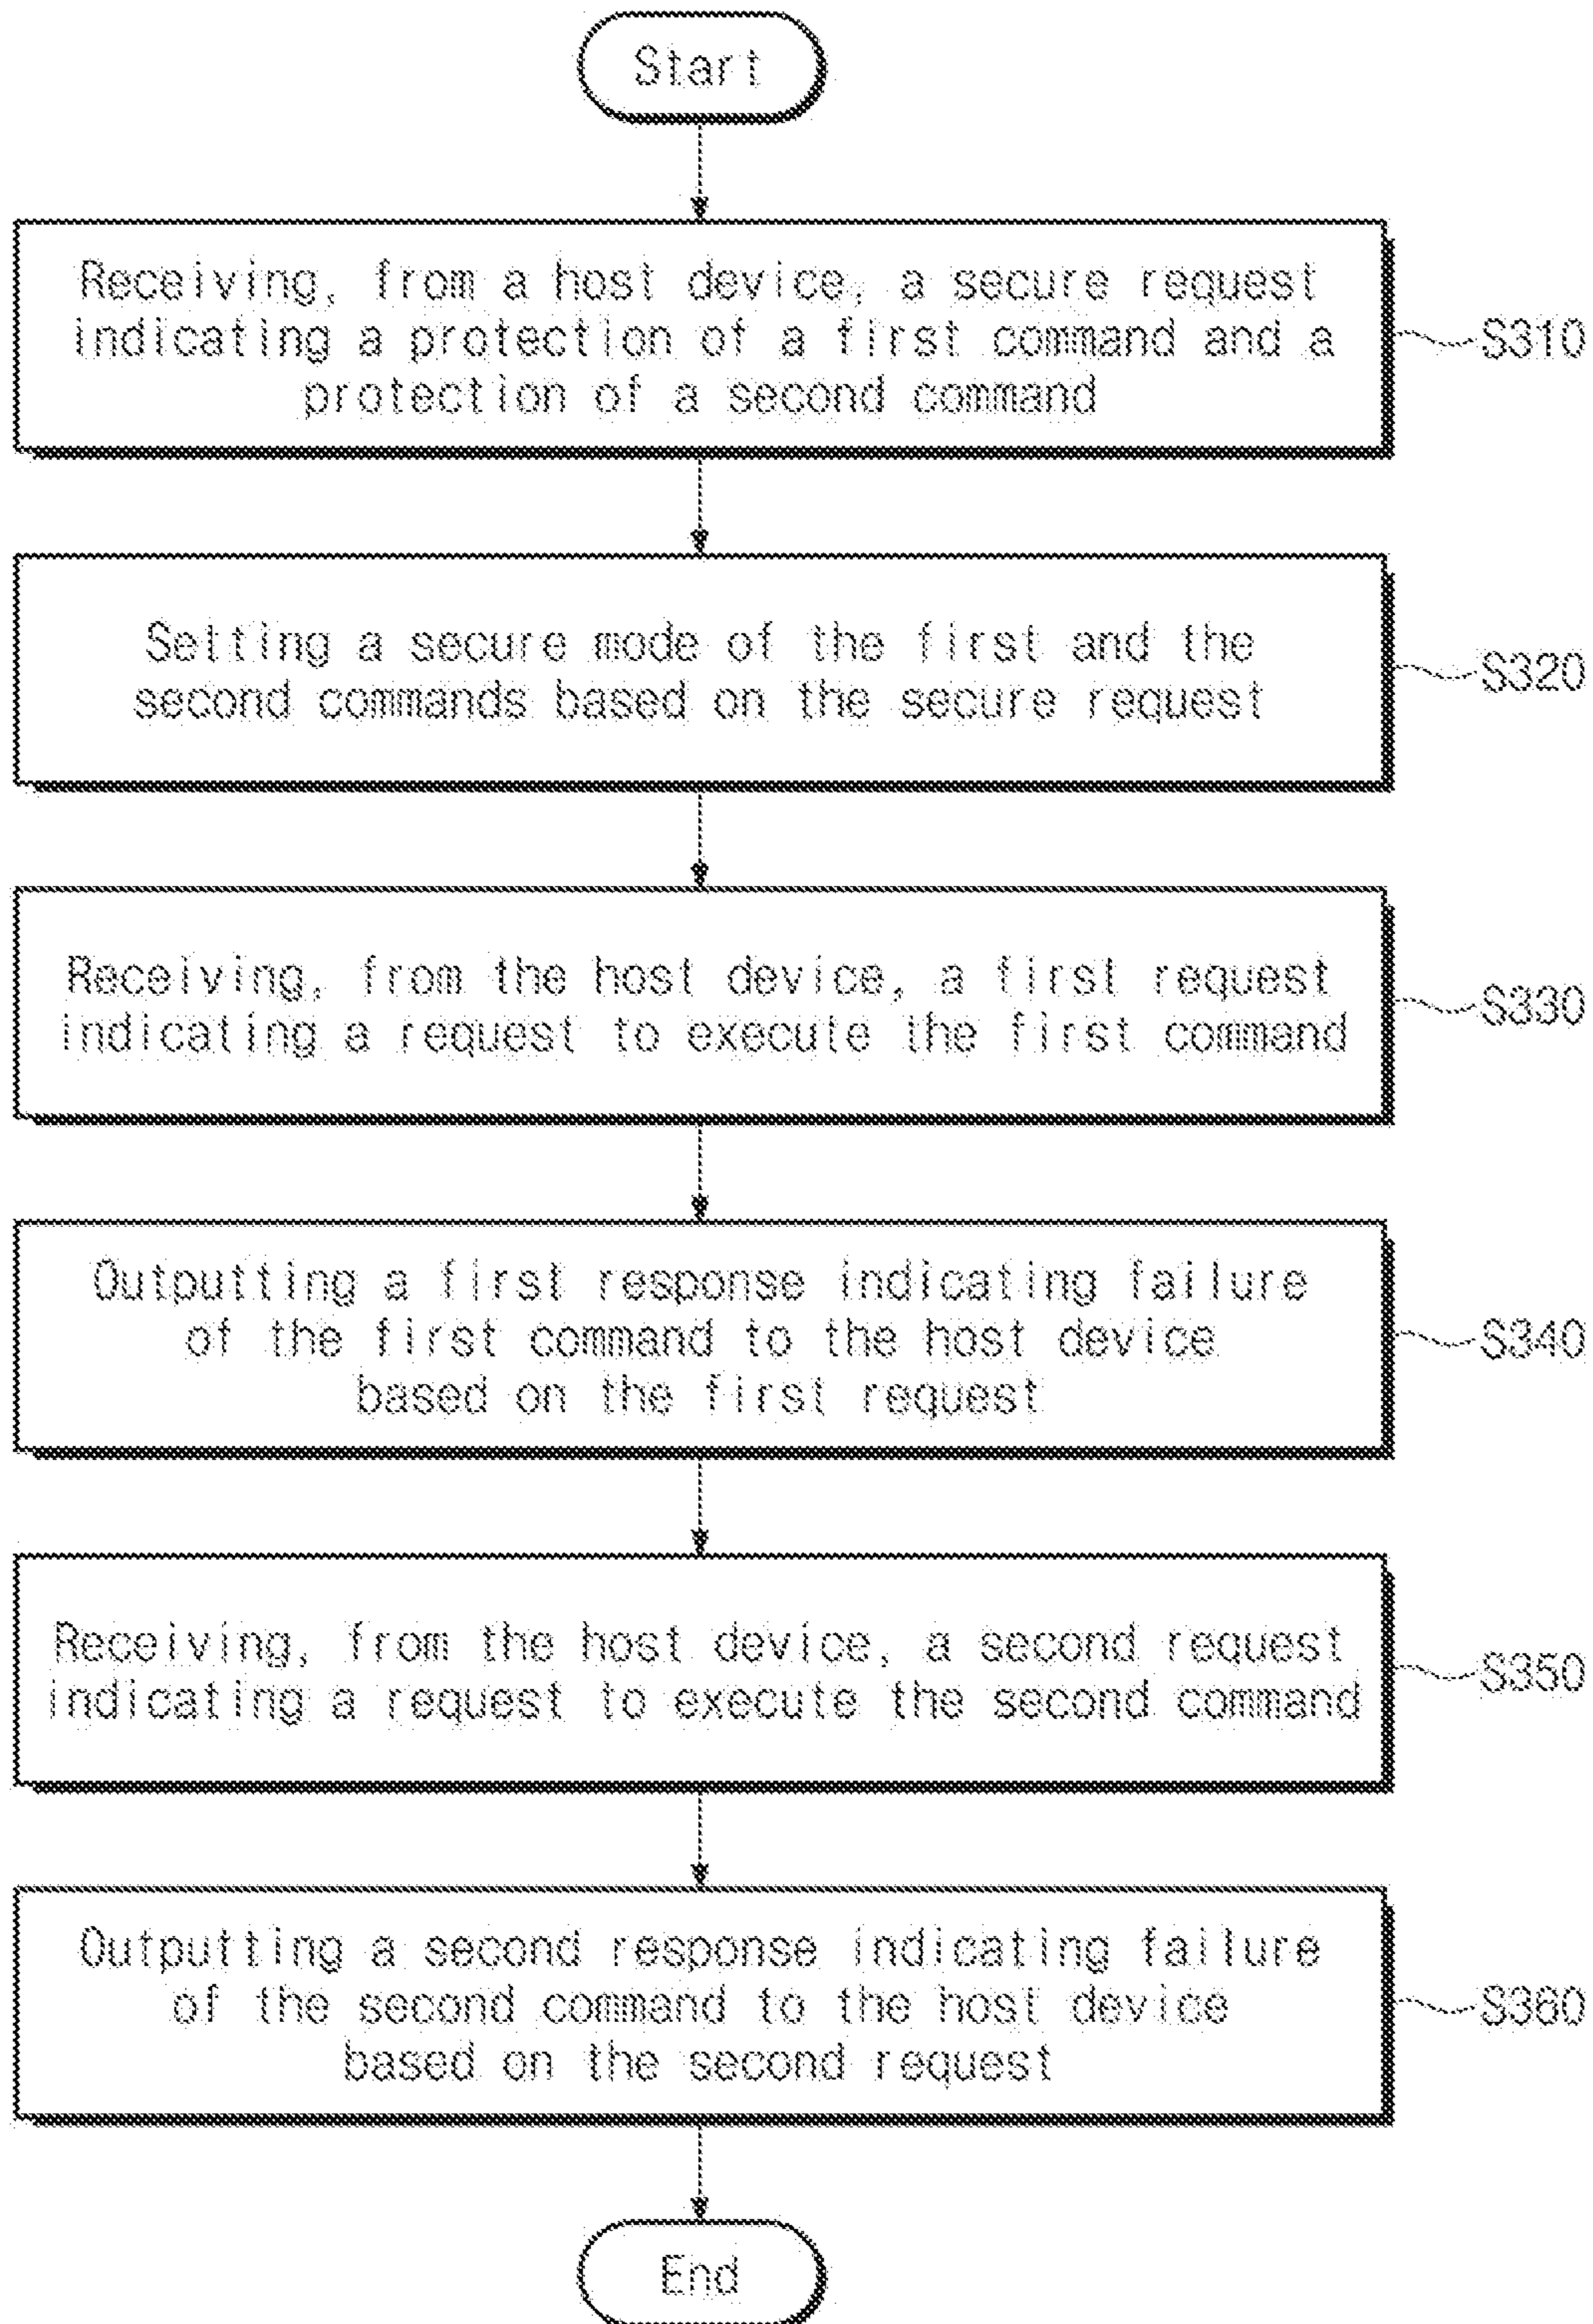 Start
Receiving, from a host device, a secure request
indicating a protection of a first command and a
protection of a second command
S310
Setting a secure mode of the first and the
second commands based on the secure request
S320
Receiving, from the host device, a first request
indicating a request to execute the first command
S330
Outputting a first response indicating failure
of the first command to the host device
based on the first request
S340
Receiving, from the host device, a second request
indicating a request to execute the second command
S350
Outputting a second response indicating failure
of the second command to the host device
based on the second request
S360
End